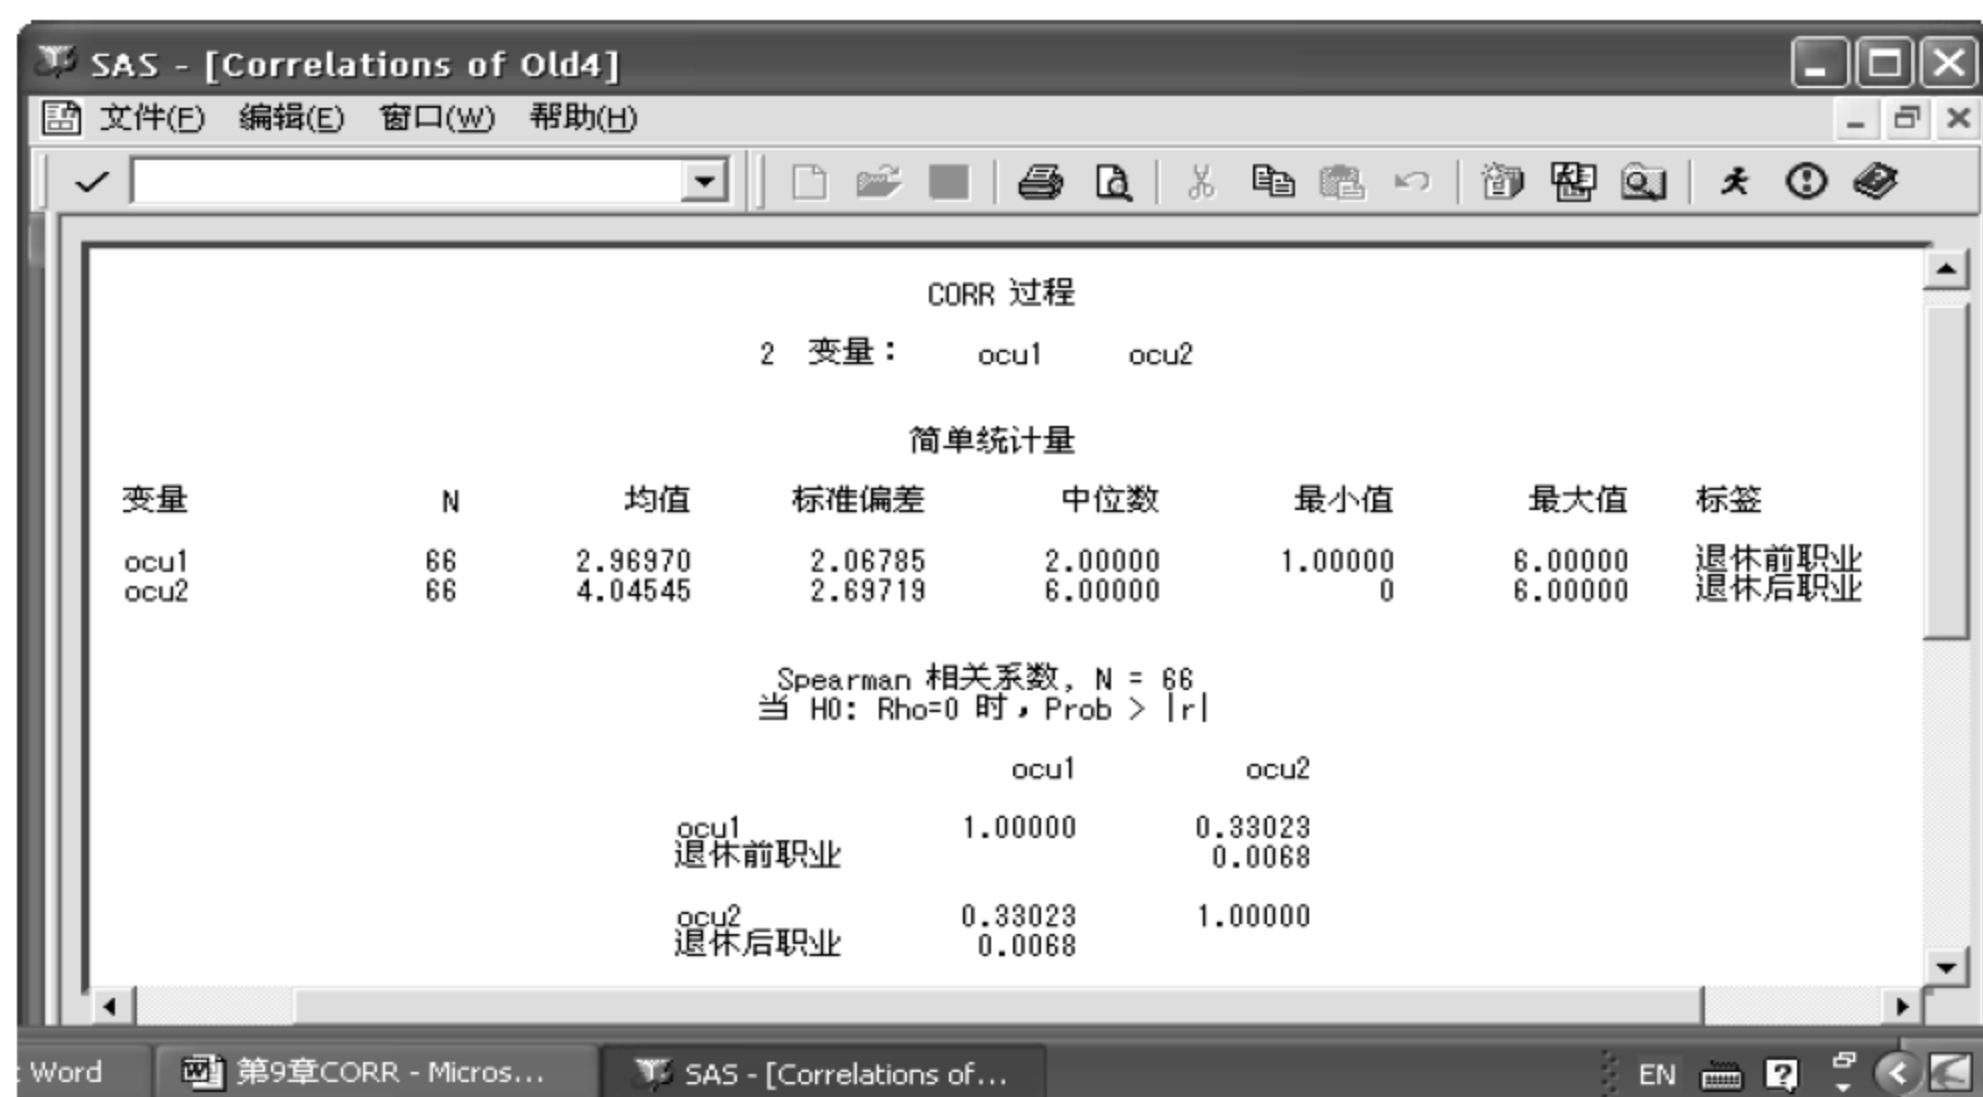 SAS - [Correlations of Old4]
文件(F) 编辑(E) 窗口(W) 帮助(H)
CORR 过程
2 变量： ocu1 ocu2
简单统计量
变量 N 均值 标准偏差 中位数 最小值 最大值 标签
ocu1 66 2.96970 2.06785 2.00000 1.00000 6.00000 退休前职业
ocu2 66 4.04545 2.69719 6.00000 0 6.00000 退休后职业
Spearman 相关系数, N = 66
当 H0: Rho=0 时，Prob > |r|
ocu1 ocu2
ocu1 1.00000 0.33023
退休前职业 0.0068
ocu2 0.33023 1.00000
退休后职业 0.0068
: Word 第9章CORR - Micros... SAS - [Correlations of... EN